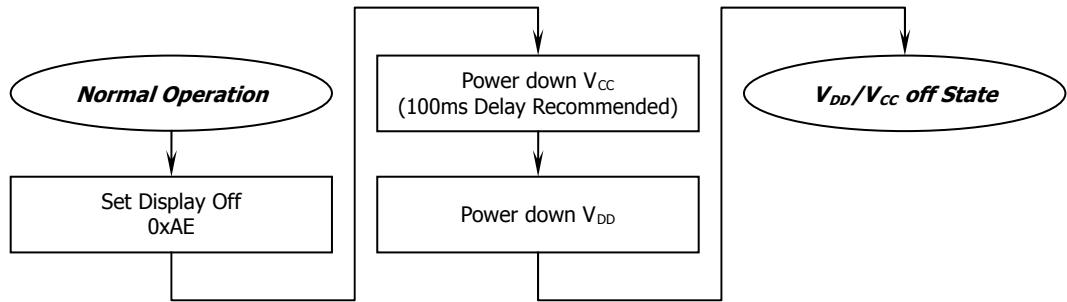 Normal Operation
Set Display Off
0xAE
Power down VCC
(100ms Delay Recommended)
Power down VDD
VDD/VCC off State